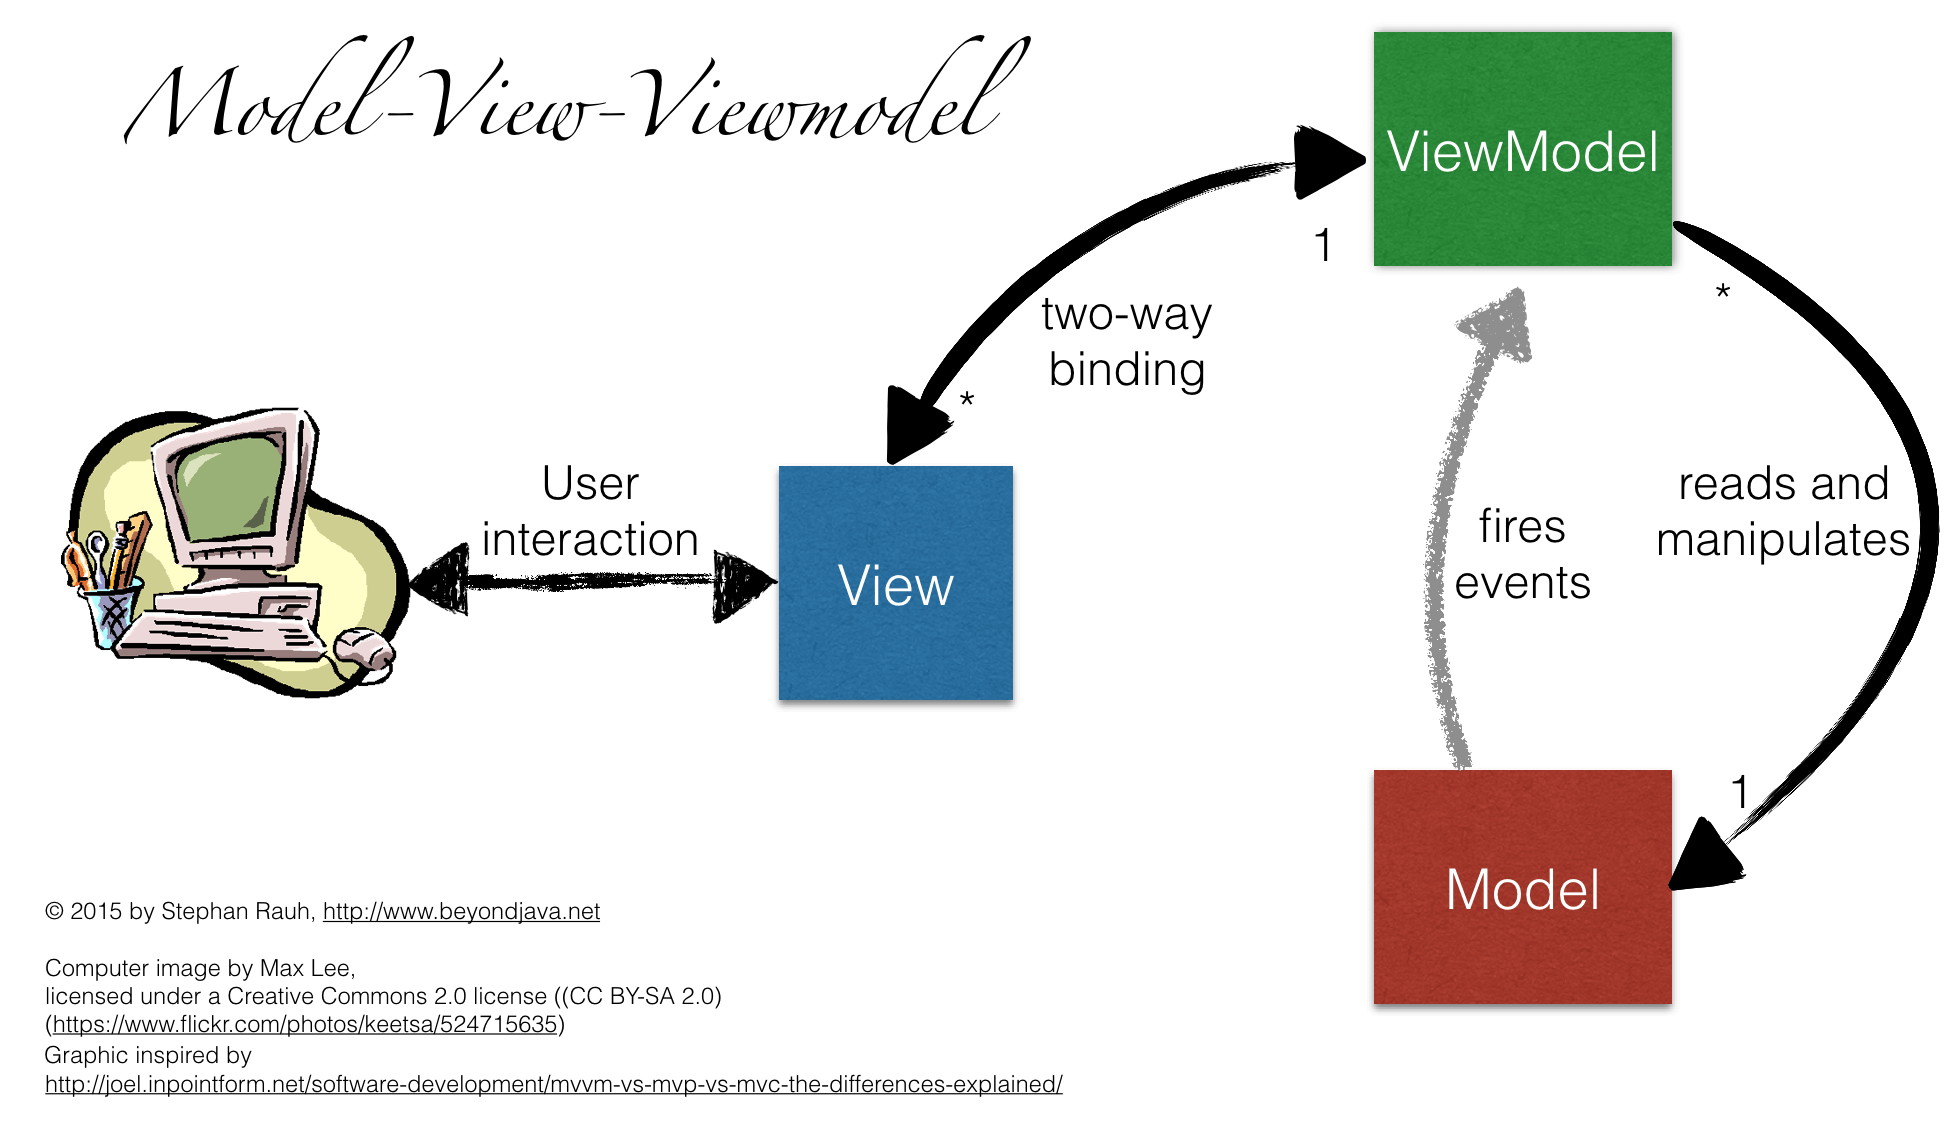 Model-View-Viewmodel
ViewModel
1
*
two-way
binding
*
User
interaction
View
fires
events
reads and
manipulates
1
Model
© 2015 by Stephan Rauh, http://www.beyondjava.net
Computer image by Max Lee,
licensed under a Creative Commons 2.0 license ((CC BY-SA 2.0)
(https://www.flickr.com/photos/keetsa/524715635)
Graphic inspired by
http://joel.inpointform.net/software-development/mvvm-vs-mvp-vs-mvc-the-differences-explained/